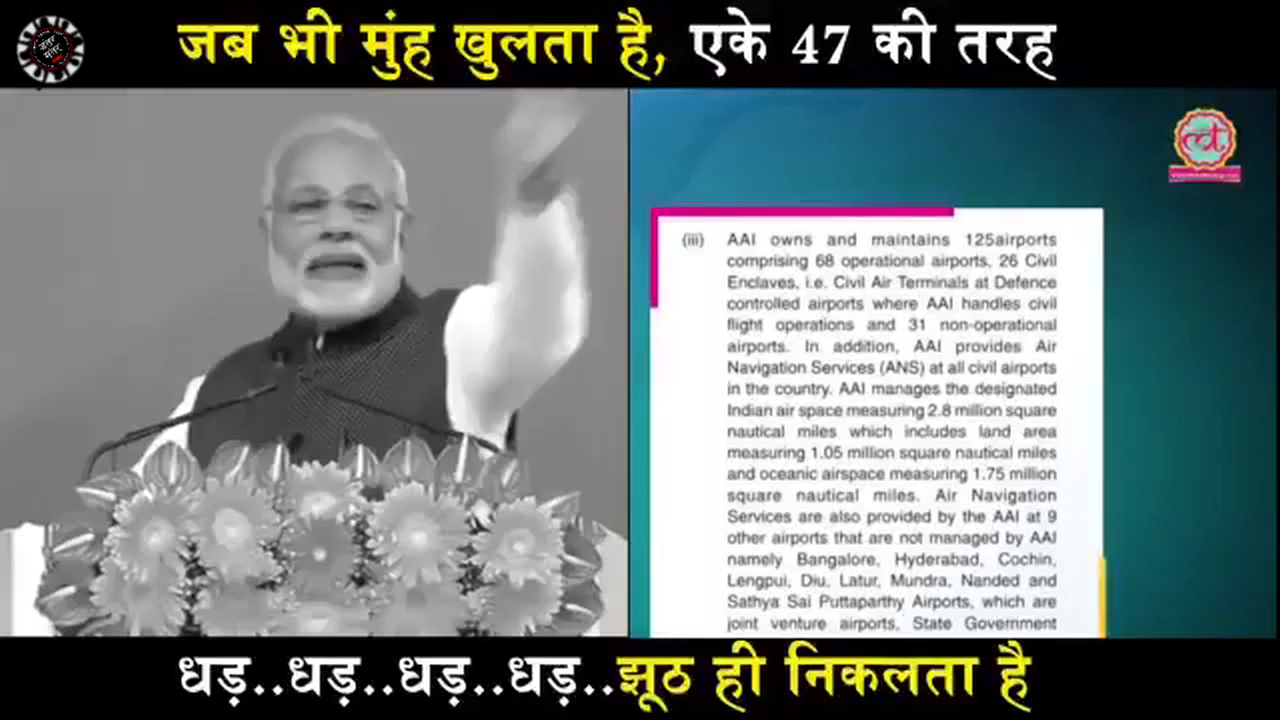 जब भी मुंह खुलता है, एके 47 की तरह
(iii) AAI owns and maintains 125airports
comprising 68 operational airports, 26 Civil
Enclaves, i.e. Civil Air Terminals at Defence
controlled airports where AAI handles civil
flight operations and 31 non-operational
airports. In addition, AAI provides Air
Navigation Services (ANS) at all civil airports
in the country. AAI manages the designated
Indian air space measuring 2.8 million square
nautical miles which includes land area
measuring 1.05 million square nautical miles
and oceanic airspace measuring 1.75 million
square nautical miles. Air Navigation
Services are also provided by the AAI at 9
other airports that are not managed by AAI
namely Bangalore, Hyderabad, Cochin,
Lengpui, Diu, Latur, Mundra, Nanded and
Sathya Sai Puttaparthy Airports, which are
joint venture airports, State Government
धड़..धड़..धड़..धड़..झूठ ही निकलता है